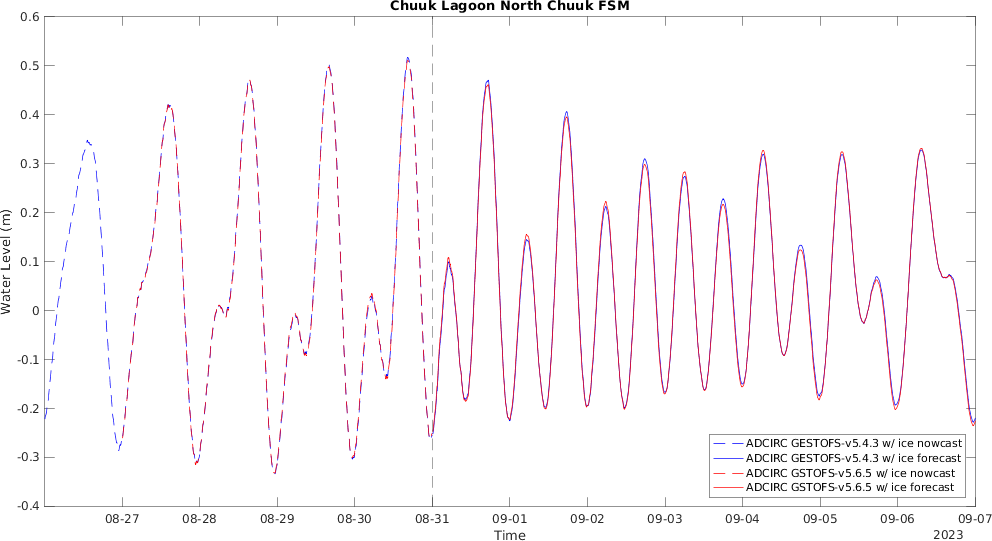 Chuuk Lagoon North Chuuk FSM
0.6
0.5
0.4
0.3
0.2
0.1
0
-0.1
-0.2
-0.3
-0.4
Water Level (m)
ADCIRC GESTOFS-v5.4.3 w/ ice nowcast
ADCIRC GESTOFS-v5.4.3 w/ ice forecast
ADCIRC GSTOFS-v5.6.5 w/ ice nowcast
ADCIRC GSTOFS-v5.6.5 w/ ice forecast
08-27 08-28 08-29 08-30 08-31 09-01 09-02 09-03 09-04 09-05 09-06 09-07
Time
2023